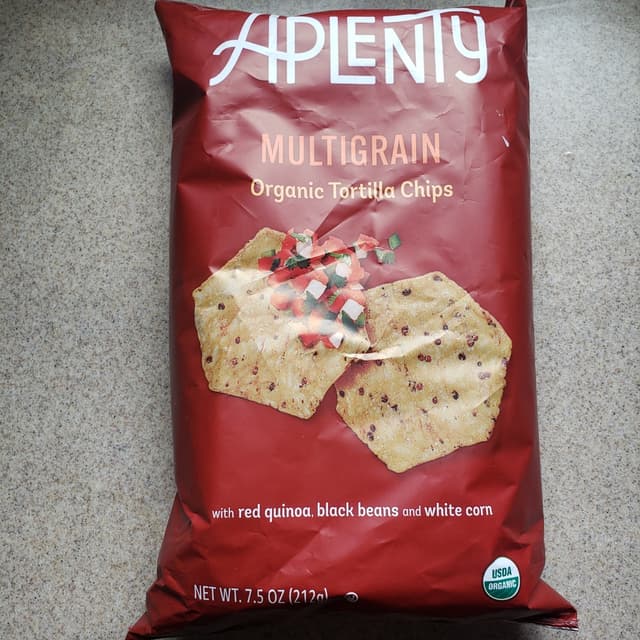 APLENTY
MULTIGRAIN
Organic Tortilla Chips
with red quinoa, black beans and white corn
NET WT. 7.5 OZ (212g)
USDA
ORGANIC